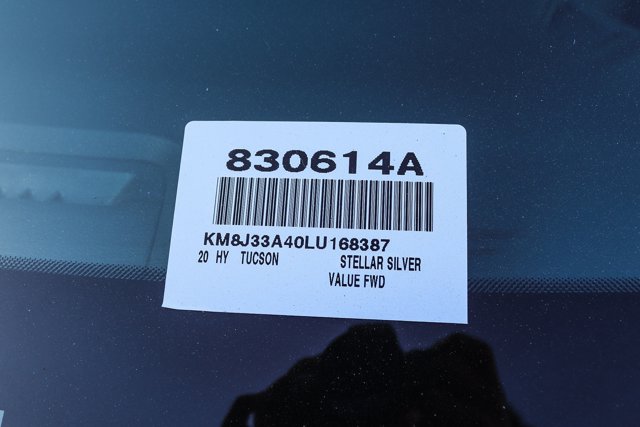 830614A
KM8J33A40LU168387
20 HY TUCSON STELLAR SILVER
VALUE FWD